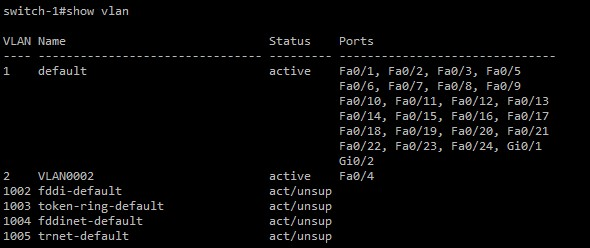 switch-1#show vlan
VLAN Name                             Status    Ports
---- -------------------------------- --------- -------------------------------
1    default                          active    Fa0/1, Fa0/2, Fa0/3, Fa0/5
                                                Fa0/6, Fa0/7, Fa0/8, Fa0/9
                                                Fa0/10, Fa0/11, Fa0/12, Fa0/13
                                                Fa0/14, Fa0/15, Fa0/16, Fa0/17
                                                Fa0/18, Fa0/19, Fa0/20, Fa0/21
                                                Fa0/22, Fa0/23, Fa0/24, Gi0/1
                                                Gi0/2
2    VLAN0002                         active    Fa0/4
1002 fddi-default                     act/unsup
1003 token-ring-default               act/unsup
1004 fddinet-default                  act/unsup
1005 trnet-default                    act/unsup